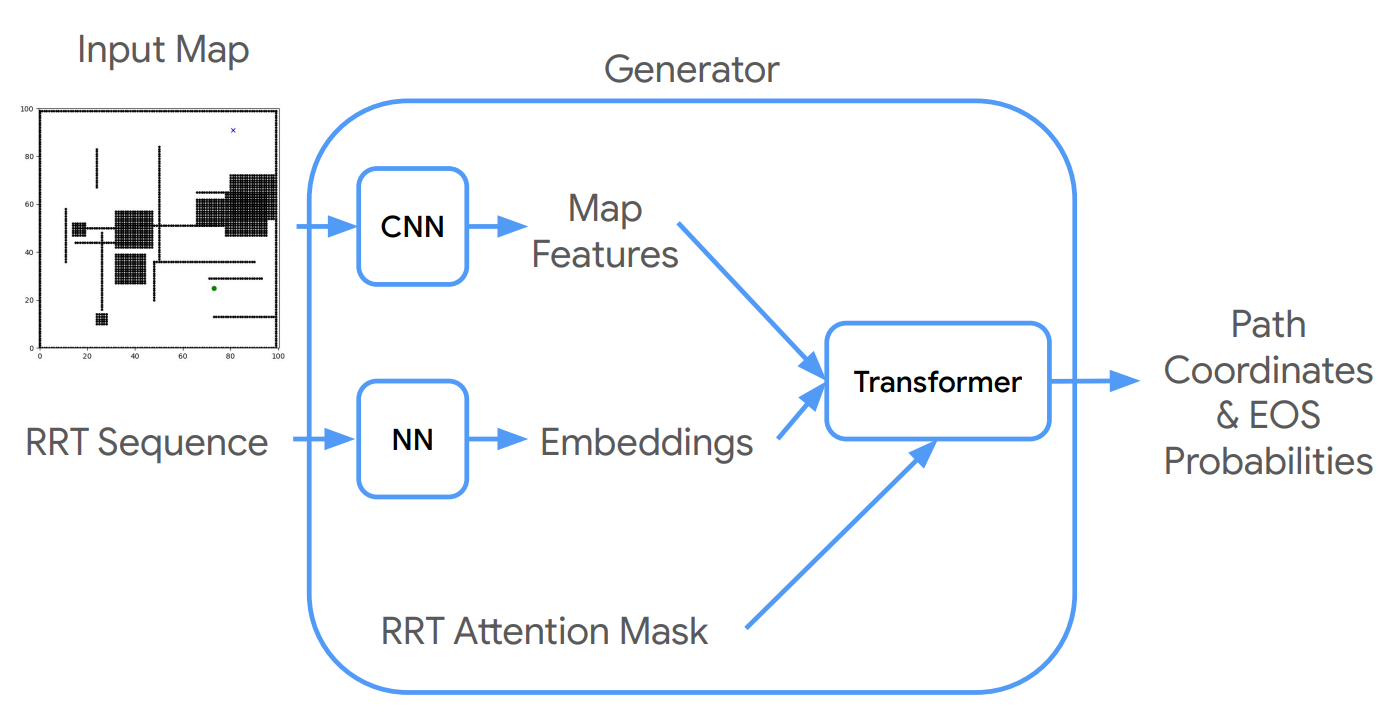 Input Map
Generator
100
80
60
40
20
0
0 20 40 60 80 100
CNN
Map
Features
RRT Sequence
NN
Embeddings
Transformer
Path
Coordinates
& EOS
Probabilities
RRT Attention Mask